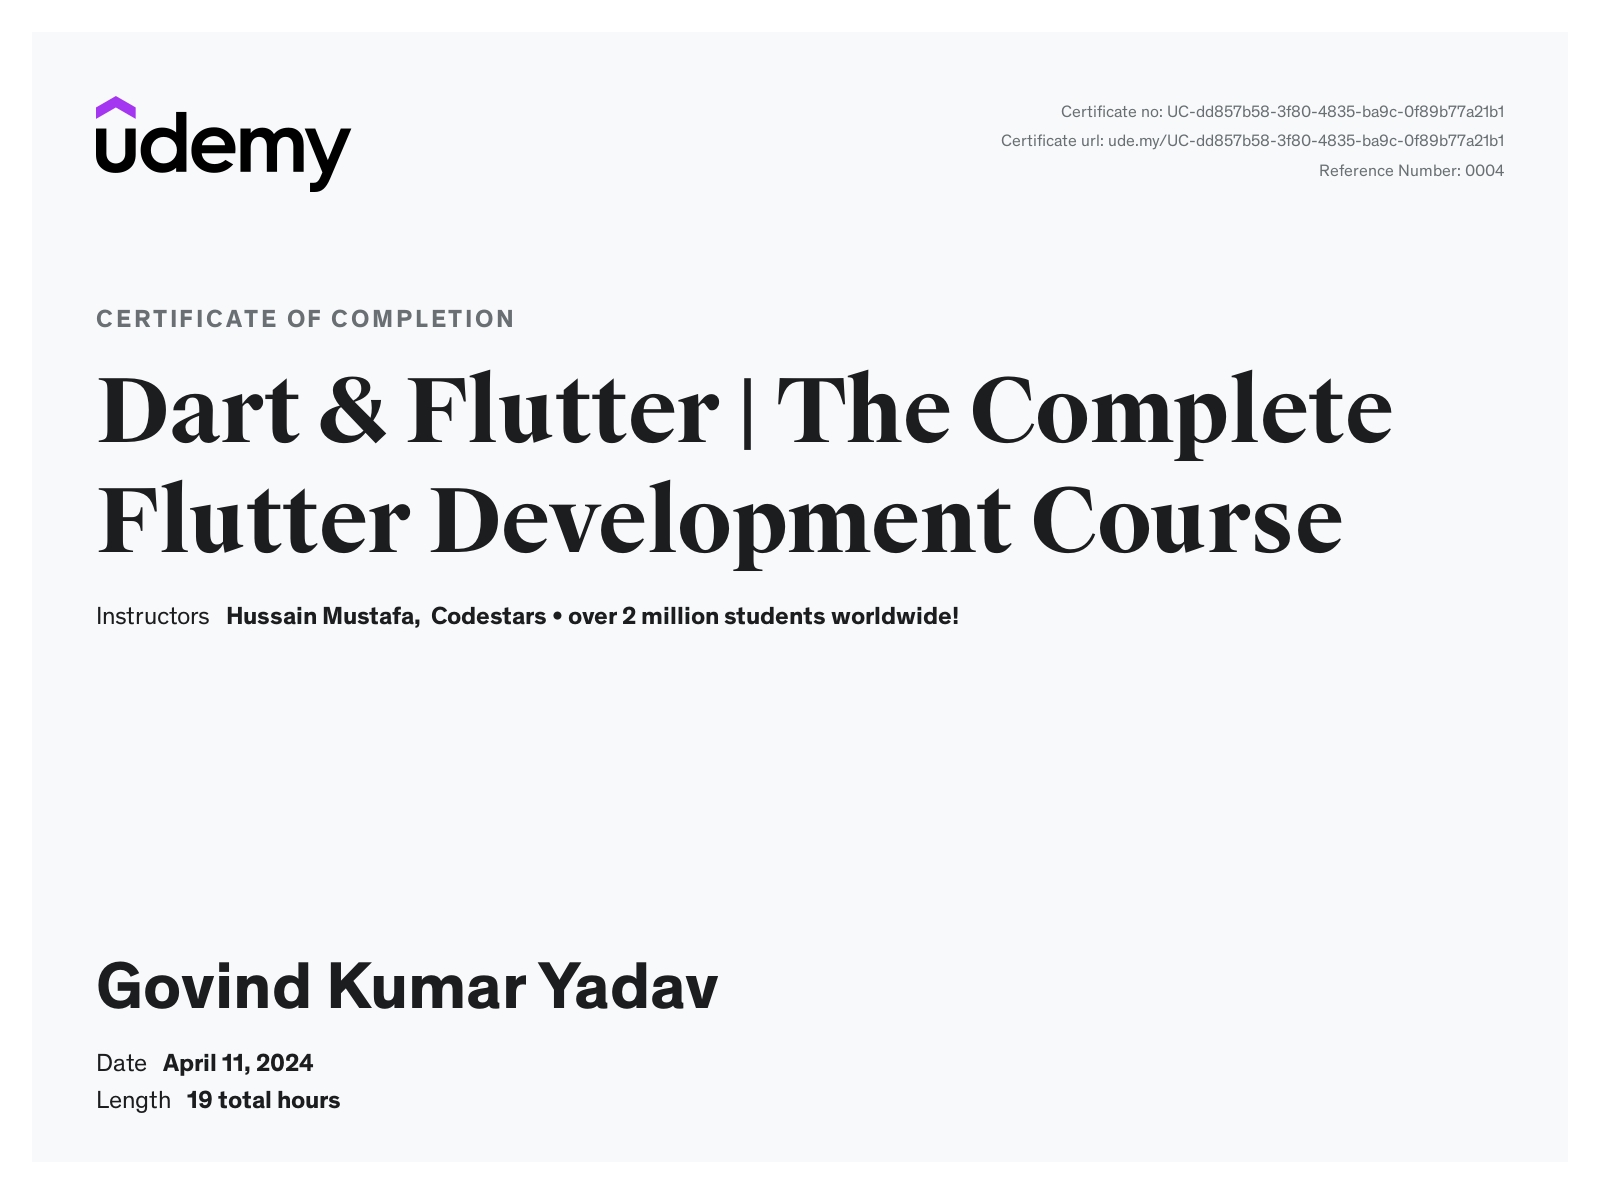 udemy
Certificate no: UC-dd857b58-3f80-4835-ba9c-0f89b77a21b1
Certificate url: ude.my/UC-dd857b58-3f80-4835-ba9c-0f89b77a21b1
Reference Number: 0004
CERTIFICATE OF COMPLETION
Dart & Flutter | The Complete
Flutter Development Course
Instructors Hussain Mustafa, Codestars • over 2 million students worldwide!
Govind Kumar Yadav
Date April 11, 2024
Length 19 total hours